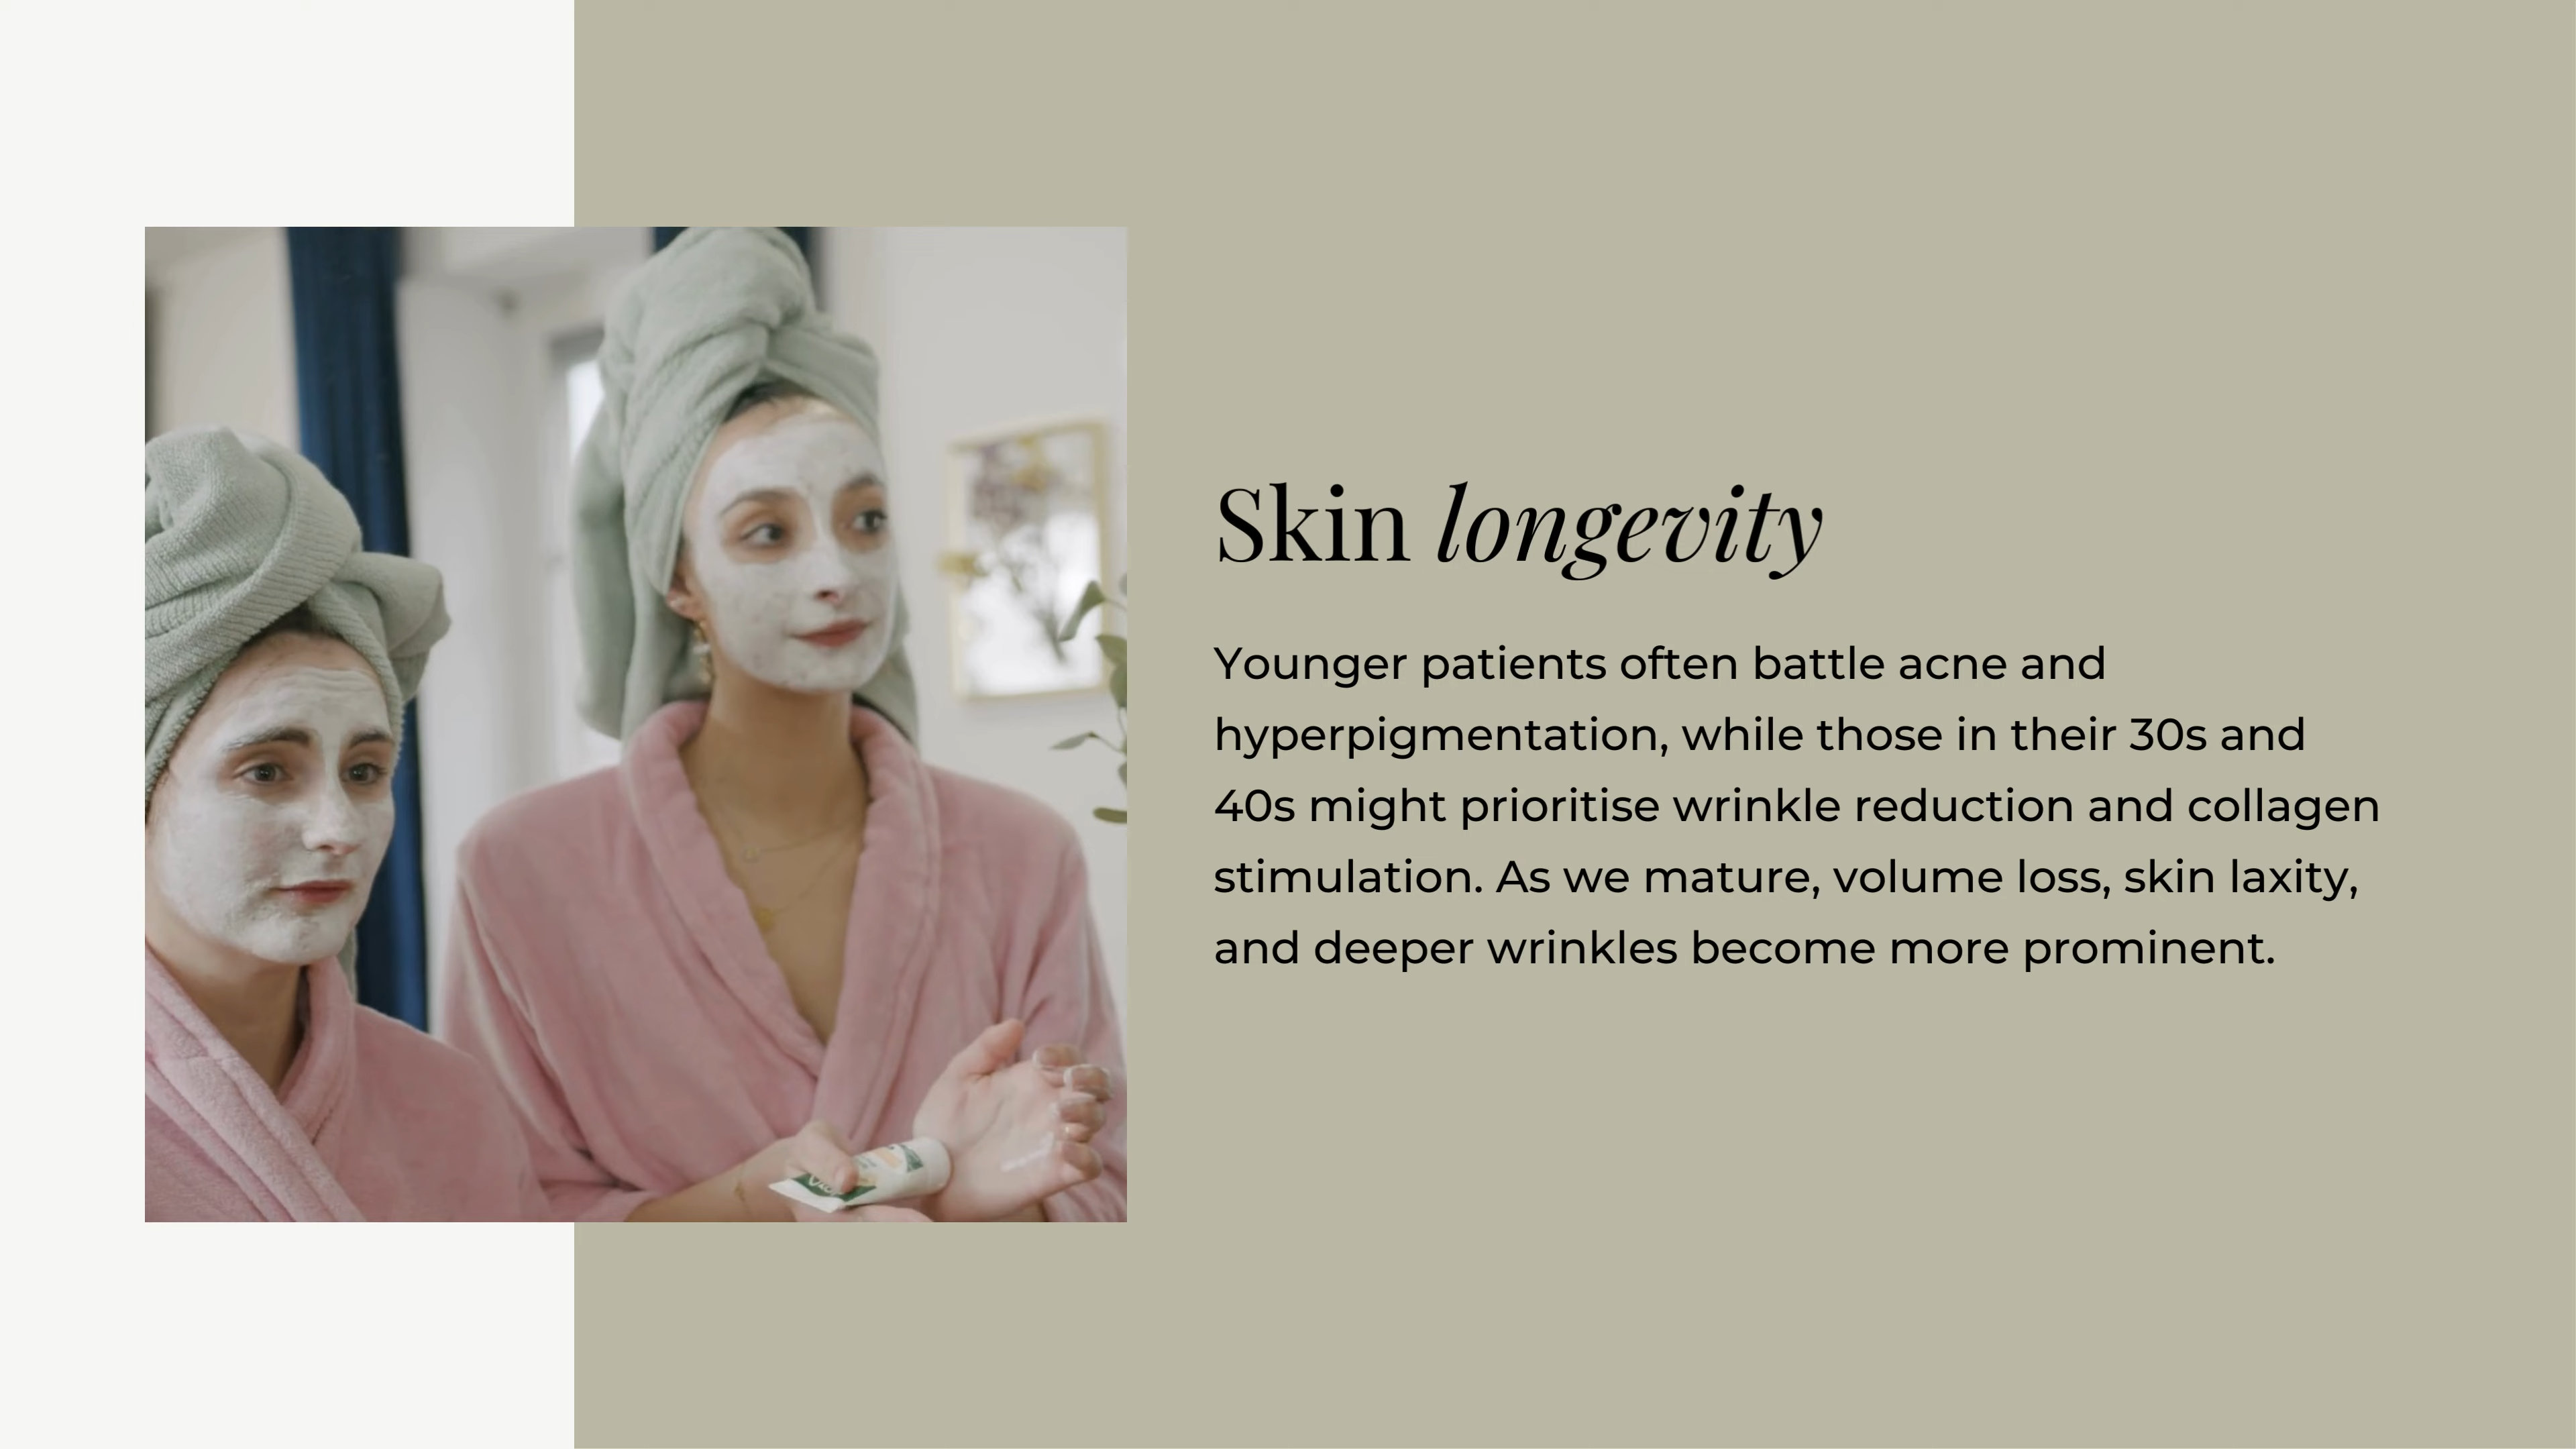 Skin longevity
Younger patients often battle acne and
hyperpigmentation, while those in their 30s and
40s might prioritise wrinkle reduction and collagen
stimulation. As we mature, volume loss, skin laxity,
and deeper wrinkles become more prominent.